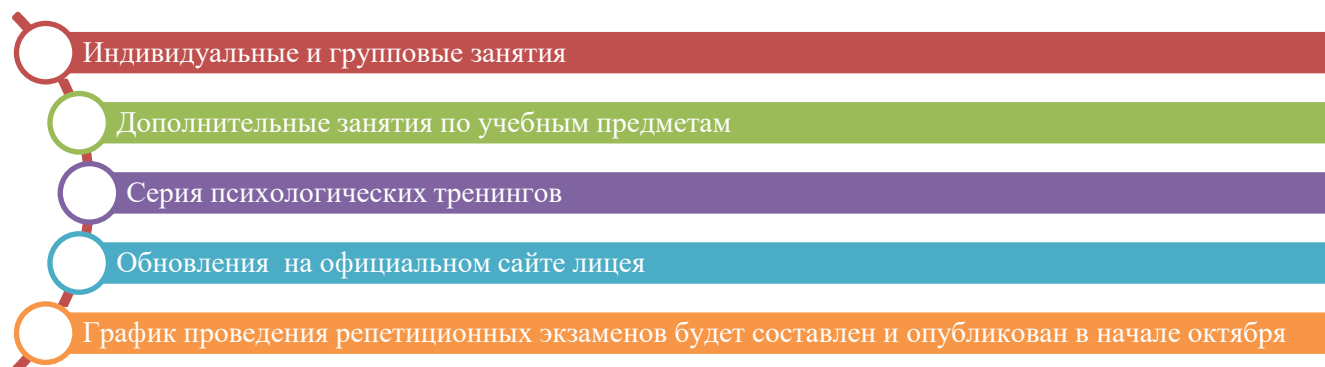 Индивидуальные и групповые занятия
Дополнительные занятия по учебным предметам
Серия психологических тренингов
Обновления  на официальном сайте лицея
График проведения репетиционных экзаменов будет составлен и опубликован в начале октября